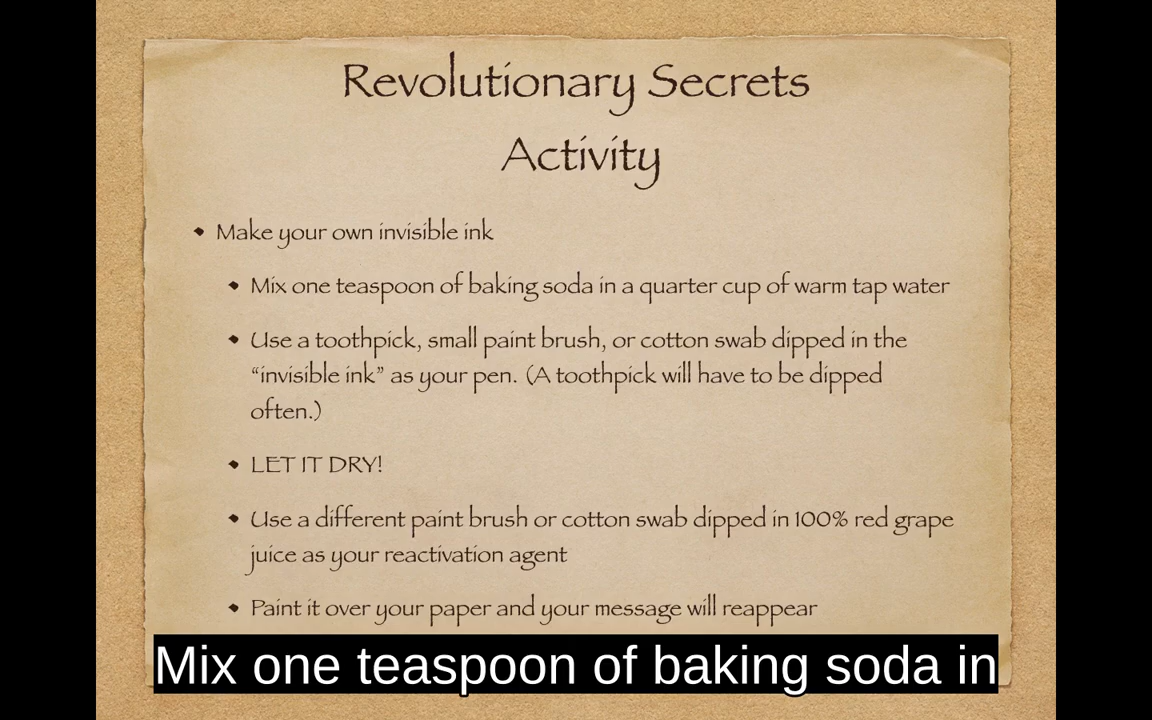 Revolutionary Secrets
Activity
• Make your own invisible ink
• Mix one teaspoon of baking soda in a quarter cup of warm tap water
• Use a toothpick, small paint brush, or cotton swab dipped in the
“invisible ink” as your pen. (A toothpick will have to be dipped
often.)
• LET IT DRY!
• Use a different paint brush or cotton swab dipped in 100% red grape
juice as your reactivation agent
• Paint it over your paper and your message will reappear
Mix one teaspoon of baking soda in